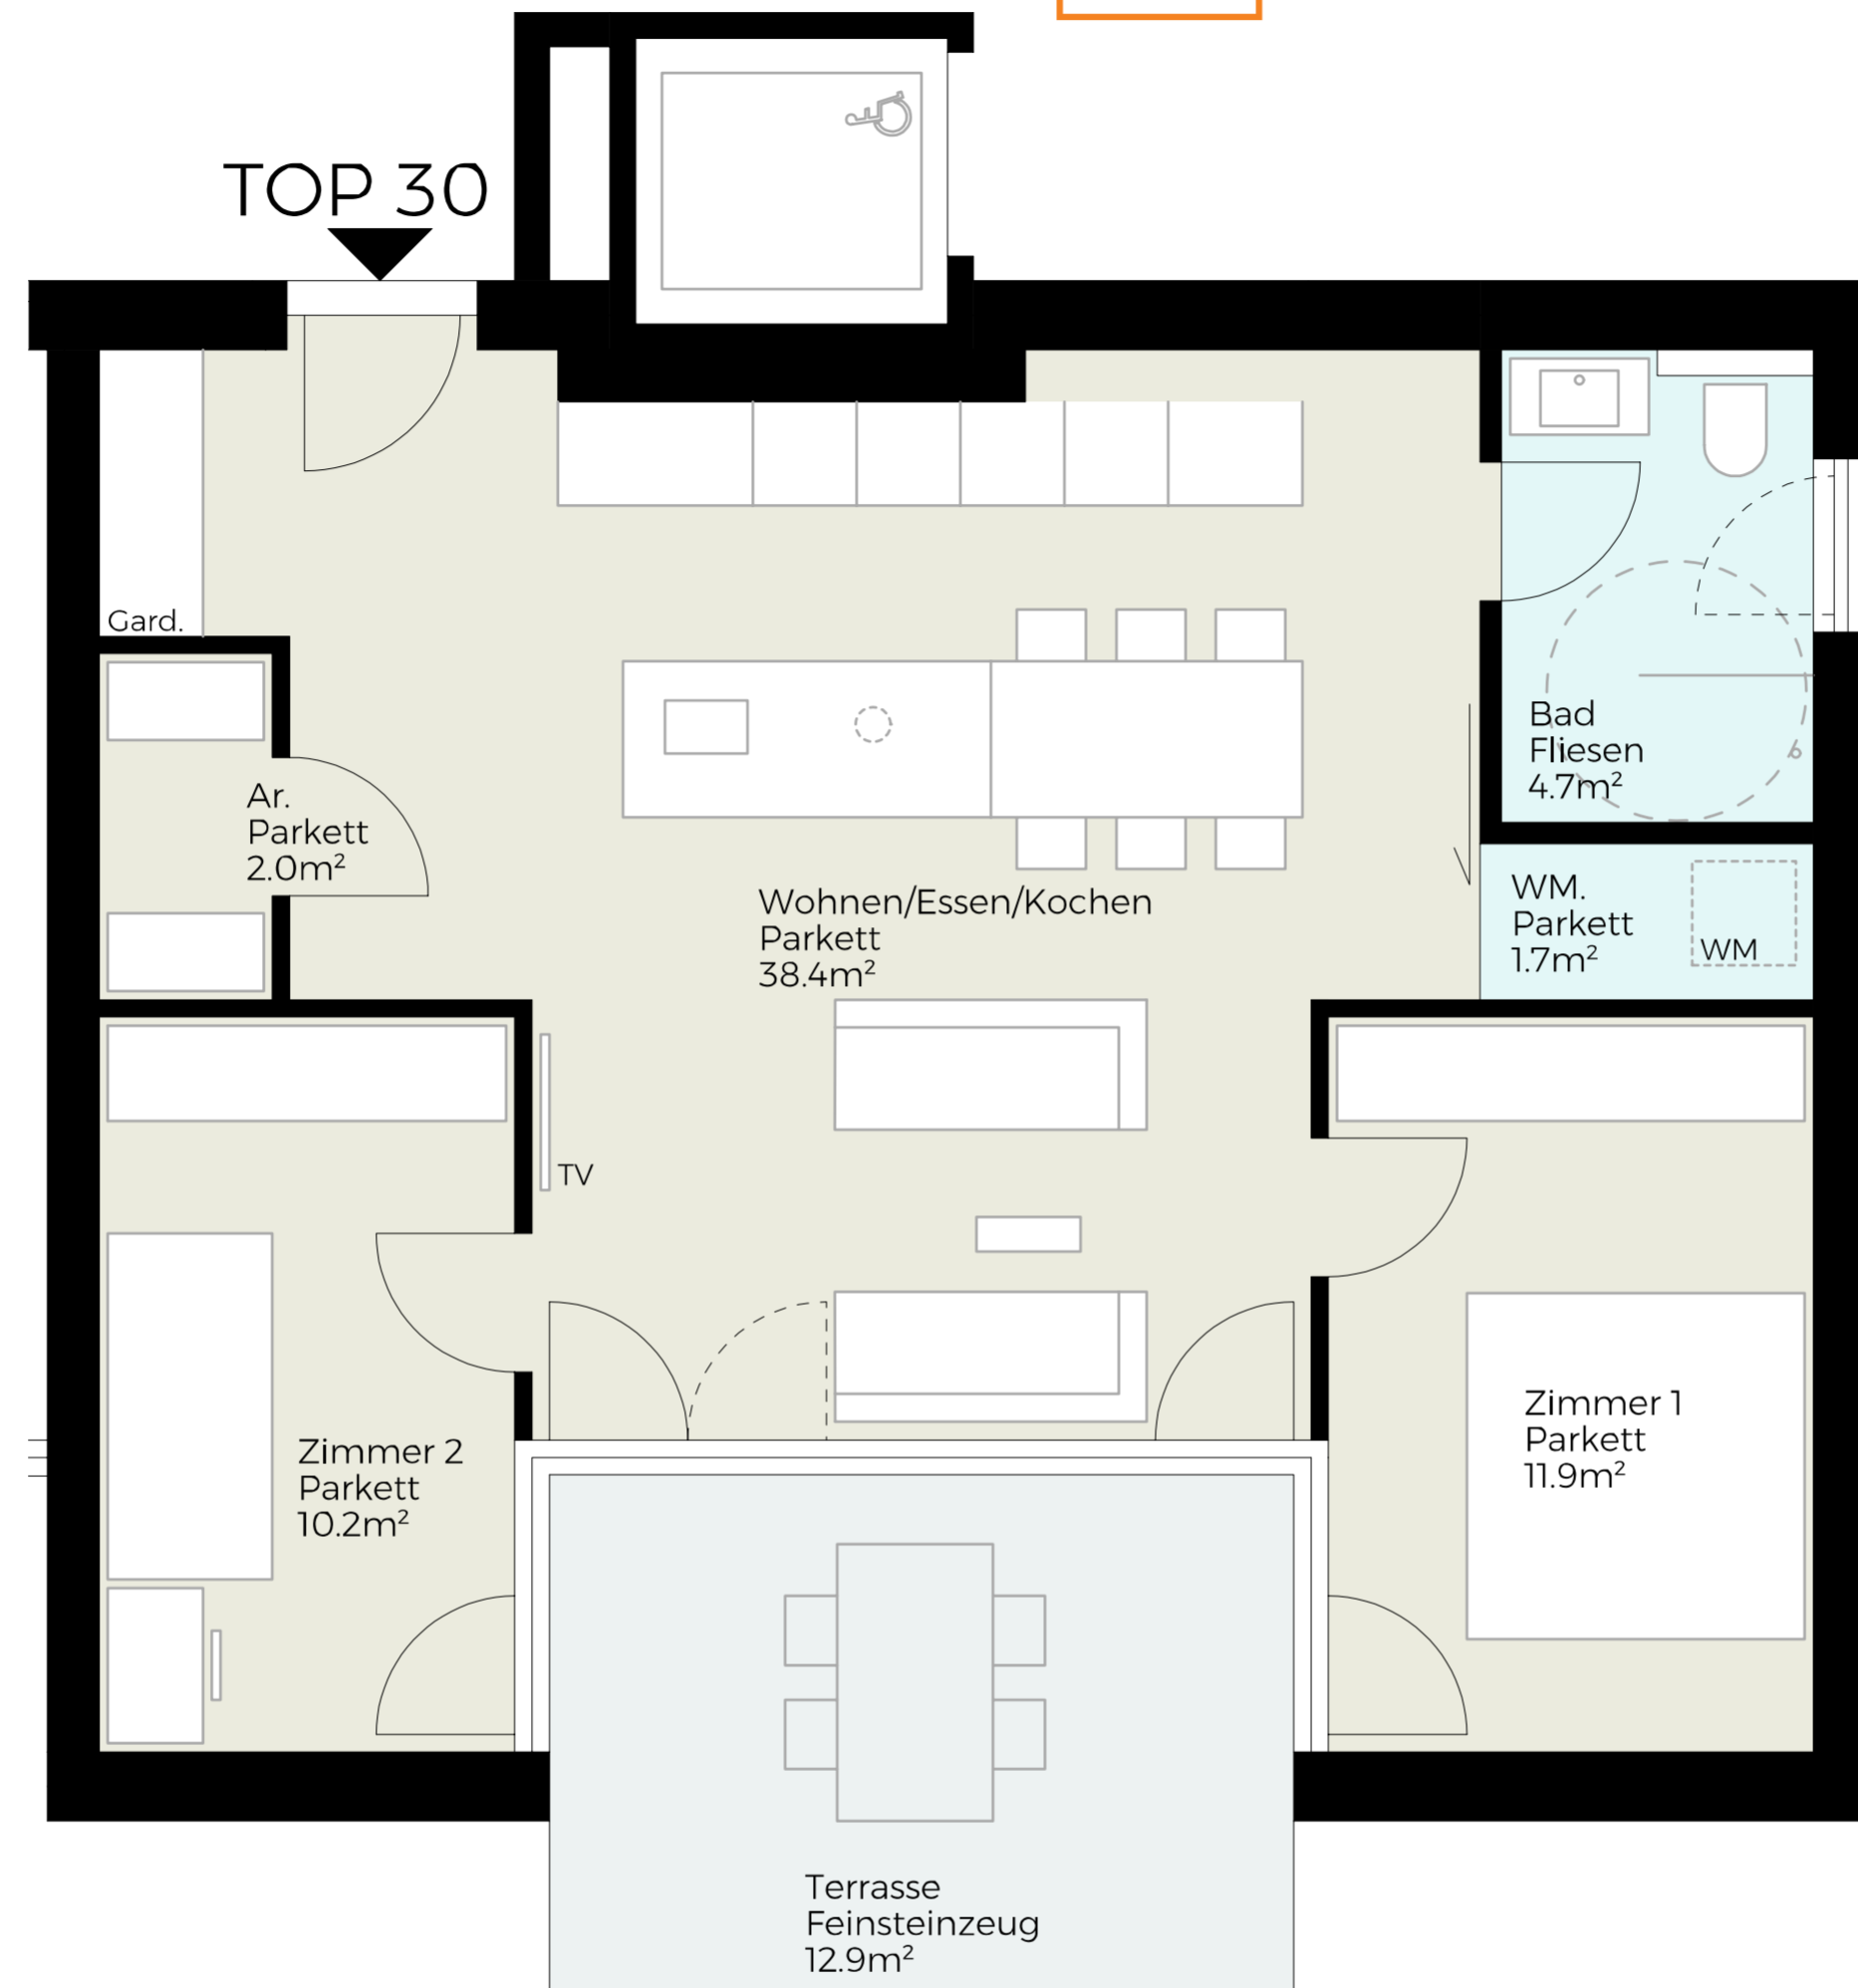 TOP 30
Gard.
Ar.
Parkett
2.0m²
Bad
Fliesen
4.7m²
Wohnen/Essen/Kochen
Parkett
38.4m²
WM.
Parkett
1.7m²
WM
TV
Zimmer 2
Parkett
10.2m²
Zimmer 1
Parkett
11.9m²
Terrasse
Feinsteinzeug
12.9m²